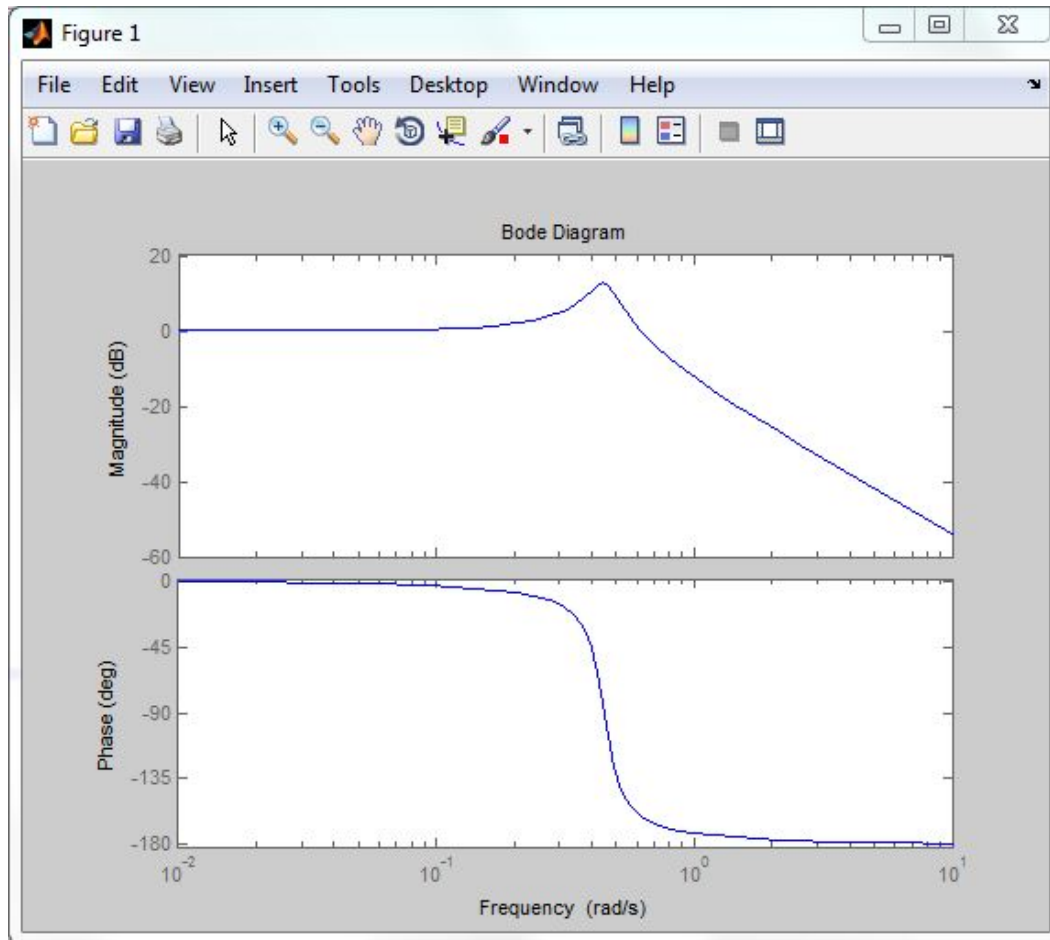 Figure 1
File Edit View Insert Tools Desktop Window Help
Bode Diagram
Magnitude (dB)
20
0
-20
-40
-60
Phase (deg)
0
-45
-90
-135
-180
10^-2 10^-1 10^0 10^1
Frequency (rad/s)